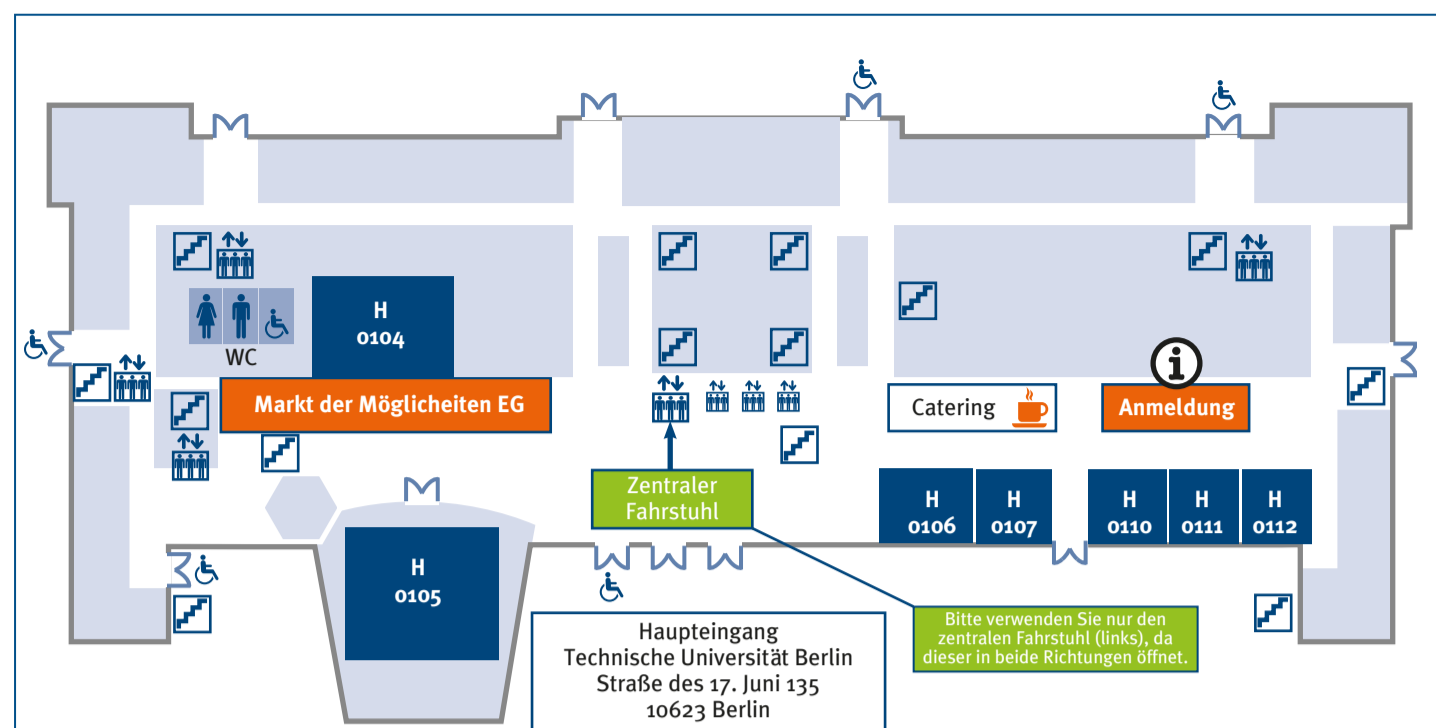 H
0104
WC
Markt der Möglicheiten EG
Catering
i
Anmeldung
Zentraler
Fahrstuhl
H
0106
H
0107
H
0110
H
0111
H
0112
H
0105
Haupteingang
Technische Universität Berlin
Straße des 17. Juni 135
10623 Berlin
Bitte verwenden Sie nur den
zentralen Fahrstuhl (links), da
dieser in beide Richtungen öffnet.